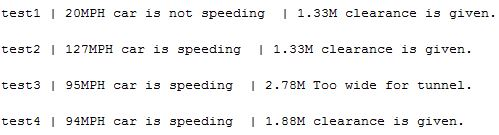 test1 | 20MPH car is not speeding  | 1.33M clearance is given.
test2 | 127MPH car is speeding  | 1.33M clearance is given.
test3 | 95MPH car is speeding  | 2.78M Too wide for tunnel.
test4 | 94MPH car is speeding  | 1.88M clearance is given.